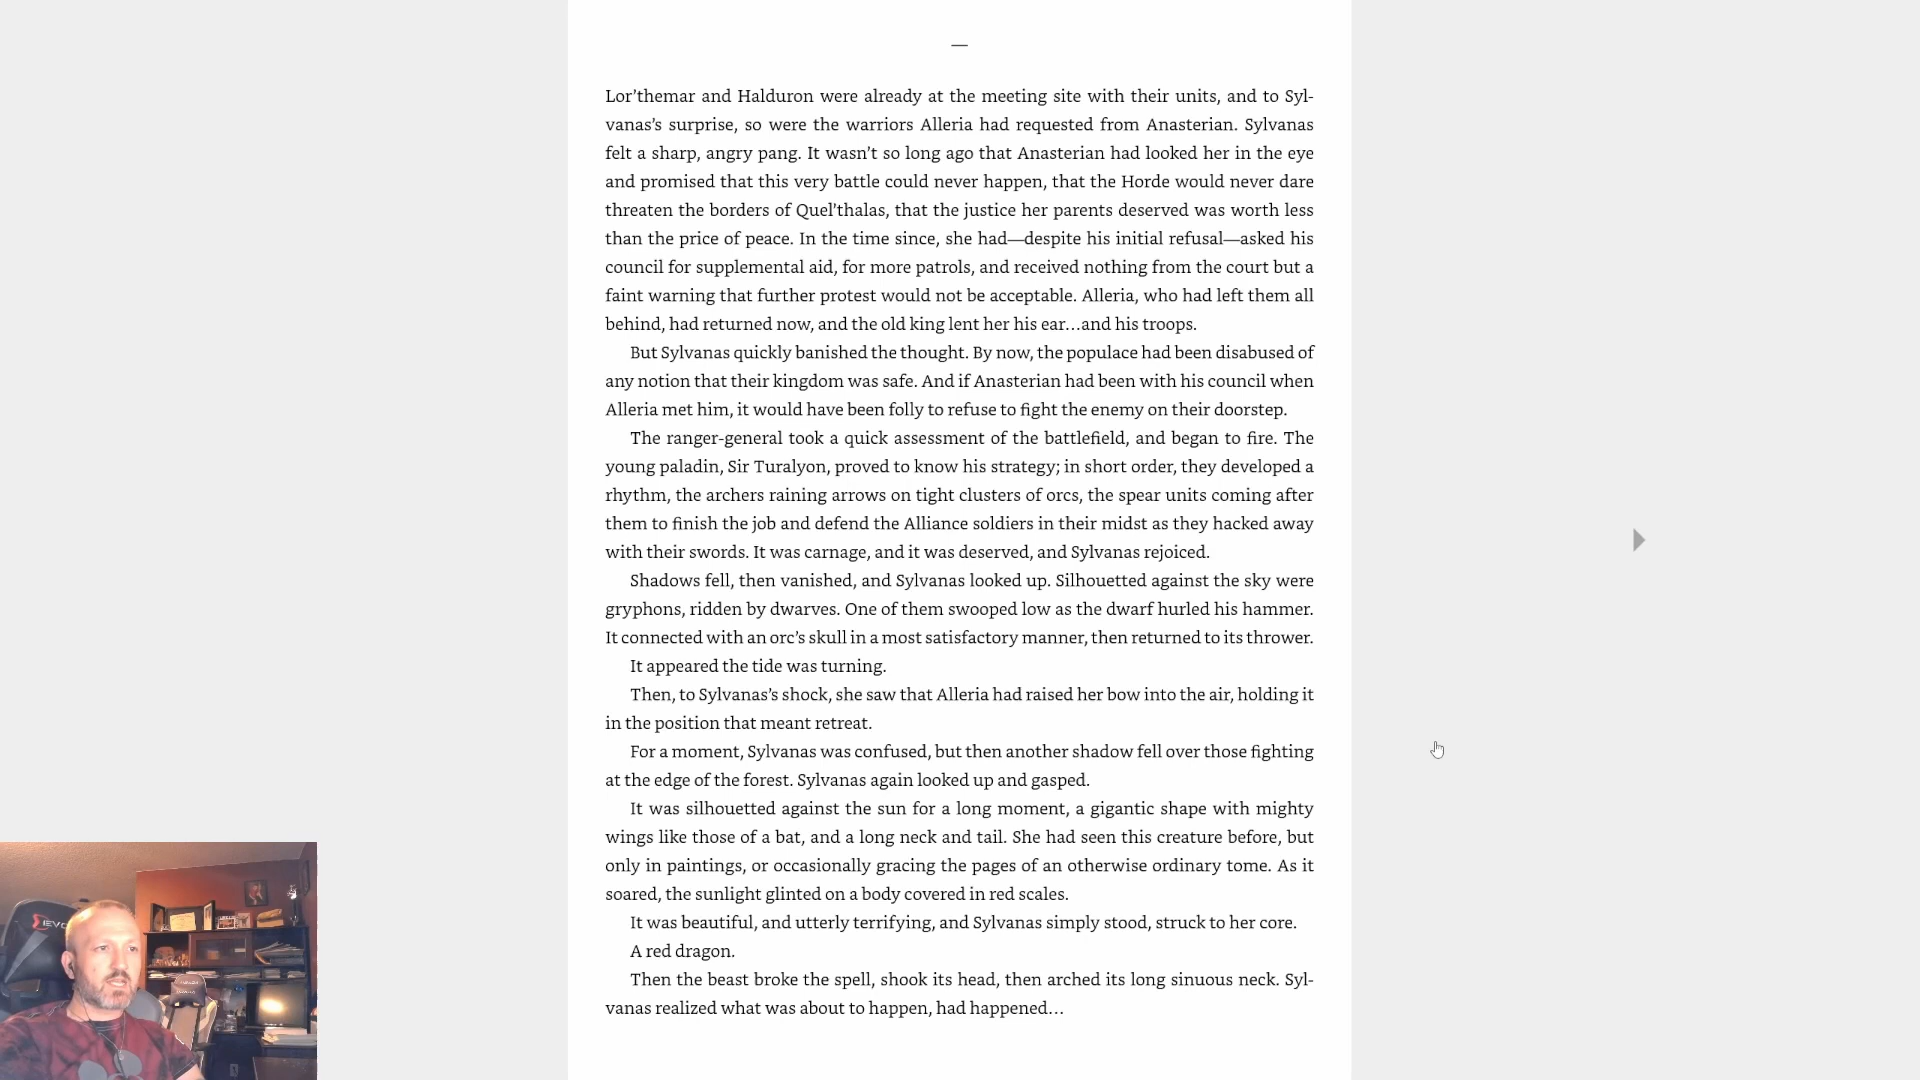 —
Lor’themar and Halduron were already at the meeting site with their units, and to Syl-
vanas’s surprise, so were the warriors Alleria had requested from Anasterian. Sylvanas
felt a sharp, angry pang. It wasn’t so long ago that Anasterian had looked her in the eye
and promised that this very battle could never happen, that the Horde would never dare
threaten the borders of Quel’thalas, that the justice her parents deserved was worth less
than the price of peace. In the time since, she had—despite his initial refusal—asked his
council for supplemental aid, for more patrols, and received nothing from the court but a
faint warning that further protest would not be acceptable. Alleria, who had left them all
behind, had returned now, and the old king lent her his ear…and his troops.
But Sylvanas quickly banished the thought. By now, the populace had been disabused of
any notion that their kingdom was safe. And if Anasterian had been with his council when
Alleria met him, it would have been folly to refuse to fight the enemy on their doorstep.
The ranger-general took a quick assessment of the battlefield, and began to fire. The
young paladin, Sir Turalyon, proved to know his strategy; in short order, they developed a
rhythm, the archers raining arrows on tight clusters of orcs, the spear units coming after
them to finish the job and defend the Alliance soldiers in their midst as they hacked away
with their swords. It was carnage, and it was deserved, and Sylvanas rejoiced.
Shadows fell, then vanished, and Sylvanas looked up. Silhouetted against the sky were
gryphons, ridden by dwarves. One of them swooped low as the dwarf hurled his hammer.
It connected with an orc’s skull in a most satisfactory manner, then returned to its thrower.
It appeared the tide was turning.
Then, to Sylvanas’s shock, she saw that Alleria had raised her bow into the air, holding it
in the position that meant retreat.
For a moment, Sylvanas was confused, but then another shadow fell over those fighting
at the edge of the forest. Sylvanas again looked up and gasped.
It was silhouetted against the sun for a long moment, a gigantic shape with mighty
wings like those of a bat, and a long neck and tail. She had seen this creature before, but
only in paintings, or occasionally gracing the pages of an otherwise ordinary tome. As it
soared, the sunlight glinted on a body covered in red scales.
It was beautiful, and utterly terrifying, and Sylvanas simply stood, struck to her core.
A red dragon.
Then the beast broke the spell, shook its head, then arched its long sinuous neck. Syl-
vanas realized what was about to happen, had happened…